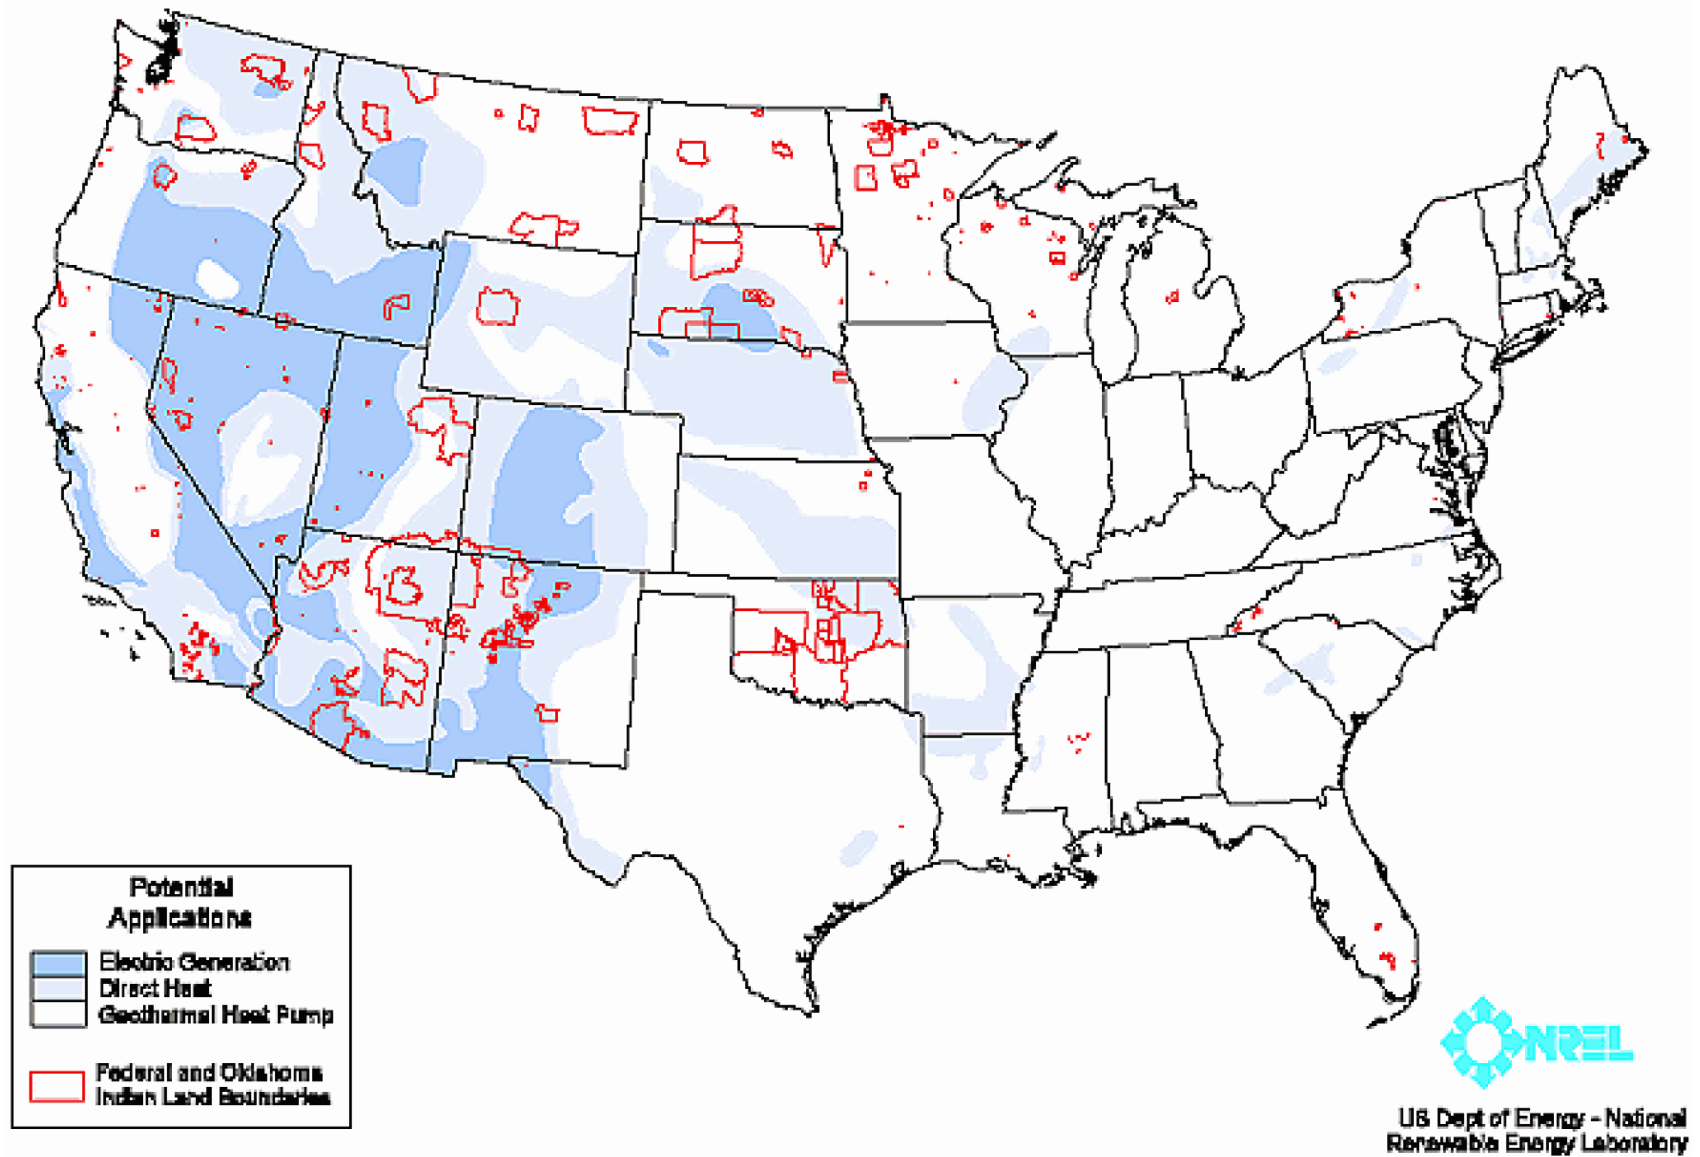 Potential
Applications
Electric Generation
Direct Heat
Geothermal Heat Pump
Federal and Oklahoma
Indian Land Boundaries
NREL
US Dept of Energy - National
Renewable Energy Laboratory